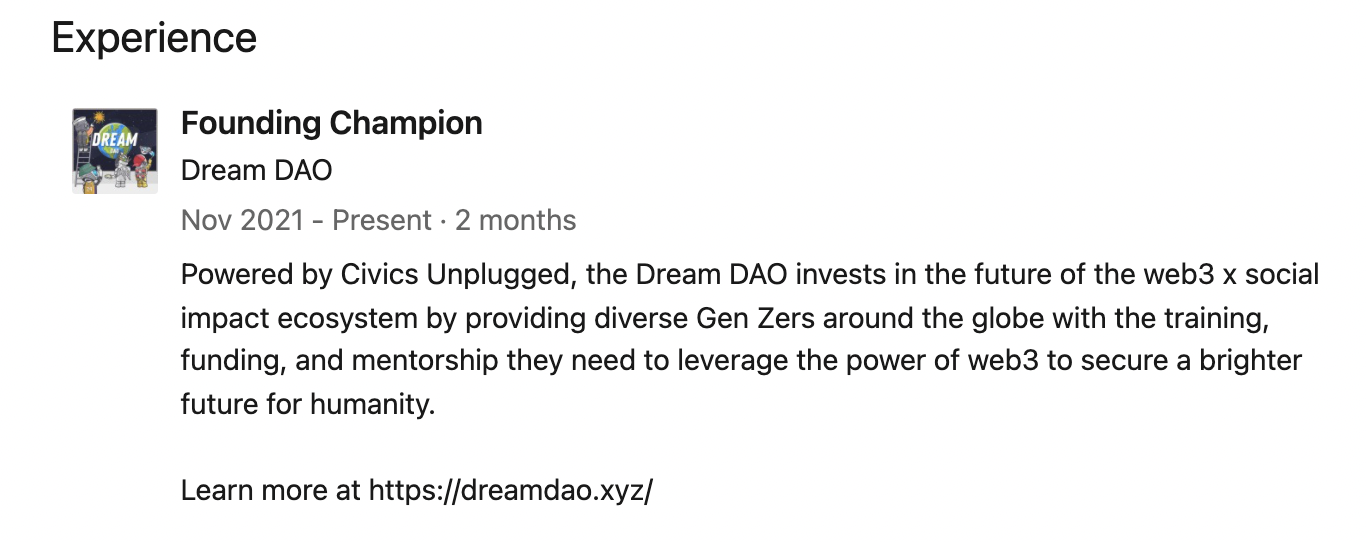 Experience
DREAM
Founding Champion
Dream DAO
Nov 2021 - Present · 2 months
Powered by Civics Unplugged, the Dream DAO invests in the future of the web3 x social
impact ecosystem by providing diverse Gen Zers around the globe with the training,
funding, and mentorship they need to leverage the power of web3 to secure a brighter
future for humanity.
Learn more at https://dreamdao.xyz/